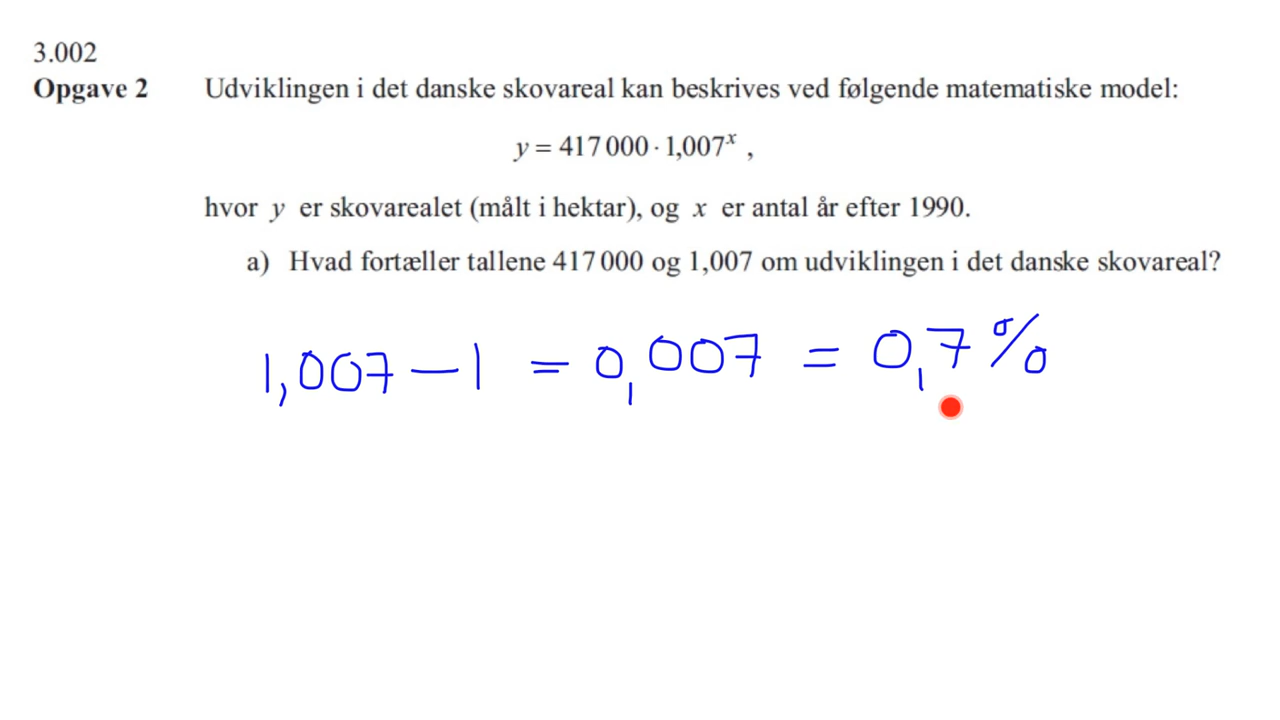 3.002
Opgave 2 Udviklingen i det danske skovareal kan beskrives ved følgende matematiske model:
y = 417 000 · 1,007^x ,
hvor y er skovarealet (målt i hektar), og x er antal år efter 1990.
a) Hvad fortæller tallene 417 000 og 1,007 om udviklingen i det danske skovareal?
1,007 – 1 = 0,007 = 0,7 %